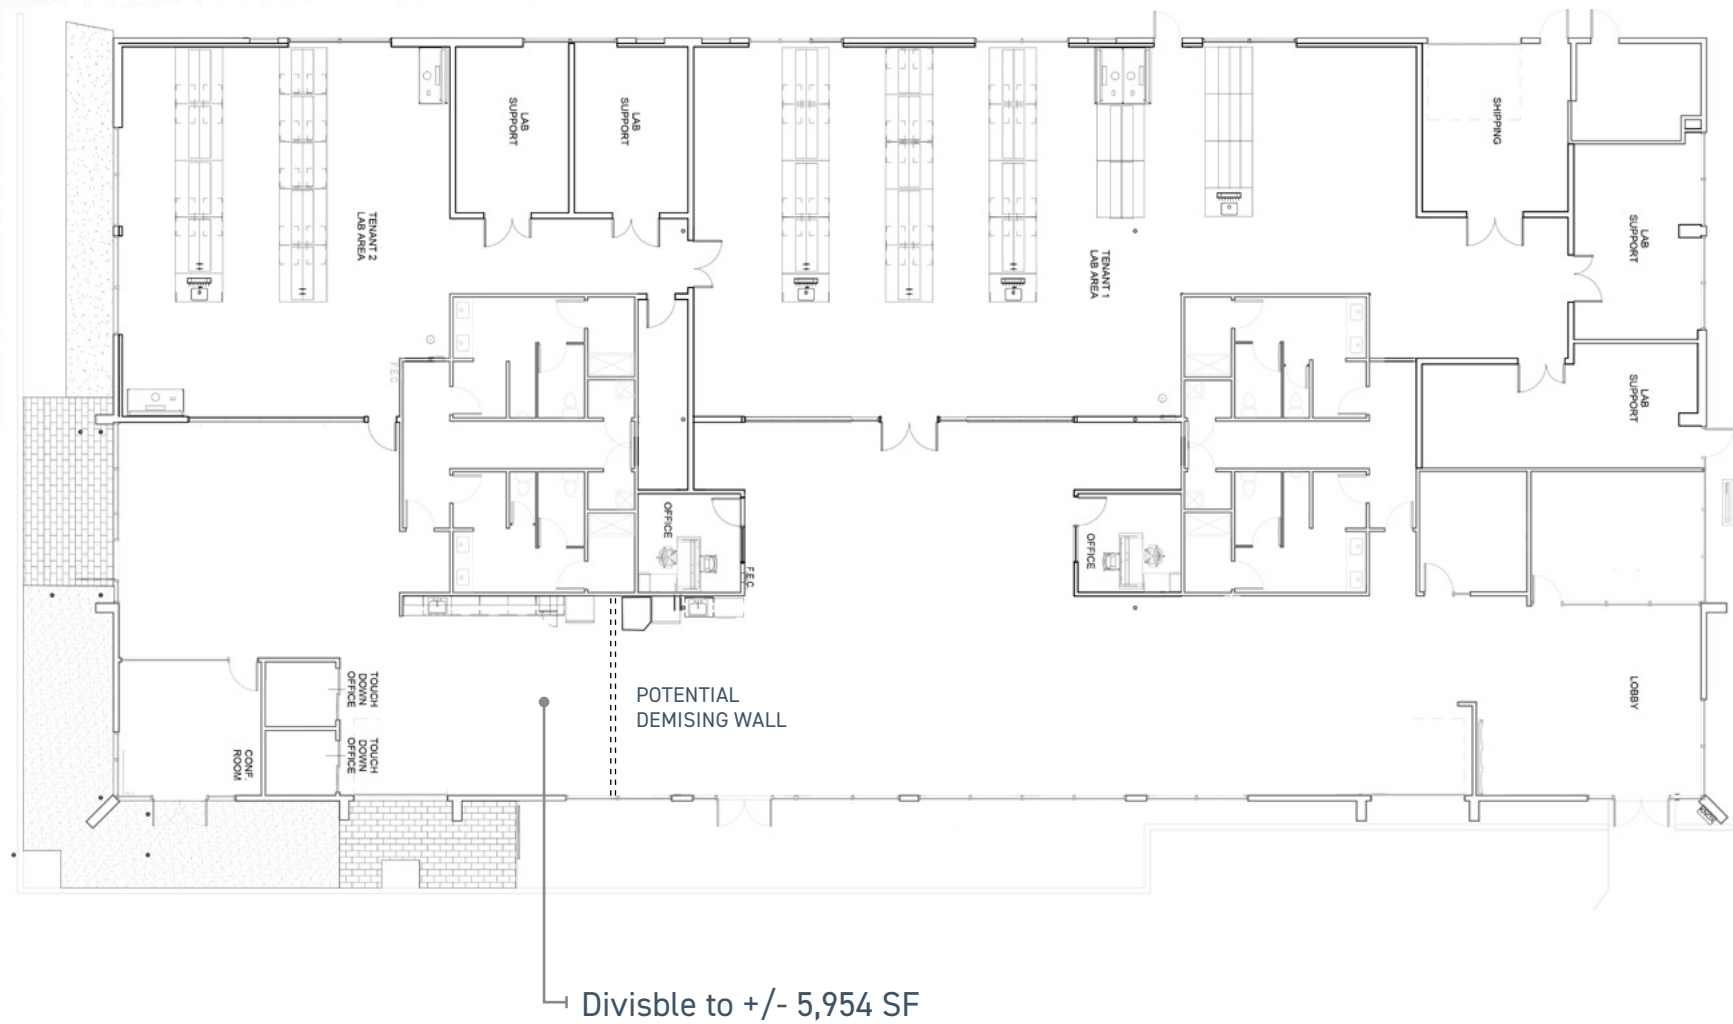 LAB
SUPPORT
LAB
SUPPORT
SHIPPING
TENANT 2
LAB AREA
TENANT 1
LAB AREA
LAB
SUPPORT
F.E.C.
LAB
SUPPORT
OFFICE
OFFICE
F.E.C.
TOUCH
DOWN
OFFICE
POTENTIAL
DEMISING WALL
LOBBY
TOUCH
DOWN
OFFICE
CONF.
ROOM
Divisble to +/- 5,954 SF